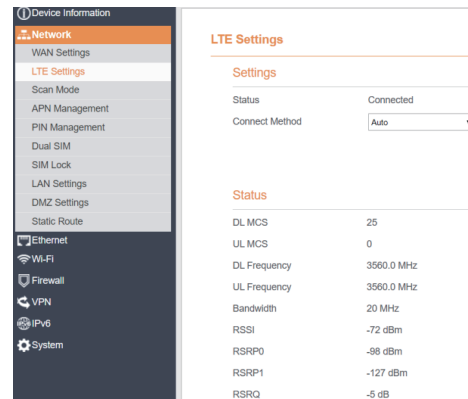 Device Information
Network
WAN Settings
LTE Settings
Scan Mode
APN Management
PIN Management
Dual SIM
SIM Lock
LAN Settings
DMZ Settings
Static Route
Ethernet
Wi-Fi
Firewall
VPN
IPv6
System
LTE Settings
Settings
Status Connected
Connect Method Auto
Status
DL MCS 25
UL MCS 0
DL Frequency 3560.0 MHz
UL Frequency 3560.0 MHz
Bandwidth 20 MHz
RSSI -72 dBm
RSRP0 -98 dBm
RSRP1 -127 dBm
RSRQ -5 dB